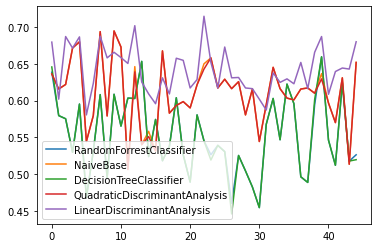 0.70
0.65
0.60
0.55
0.50
0.45
RandomForrestClassifier
NaiveBase
DecisionTreeClassifier
QuadraticDiscriminantAnalysis
LinearDiscriminantAnalysis
0 10 20 30 40